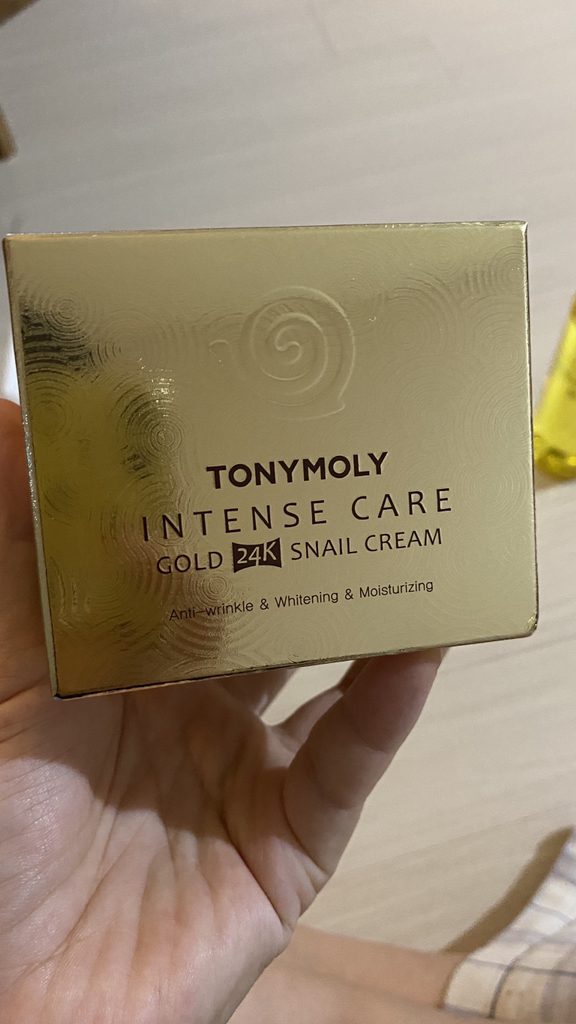 TONYMOLY
INTENSE CARE
GOLD 24K SNAIL CREAM
Anti-wrinkle & Whitening & Moisturizing